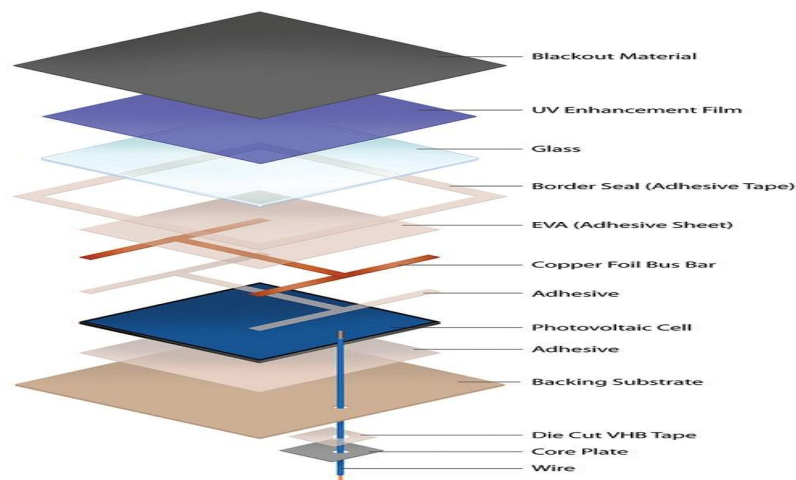 Blackout Material
UV Enhancement Film
Glass
Border Seal (Adhesive Tape)
EVA (Adhesive Sheet)
Copper Foil Bus Bar
Adhesive
Photovoltaic Cell
Adhesive
Backing Substrate
Die Cut VHB Tape
Core Plate
Wire